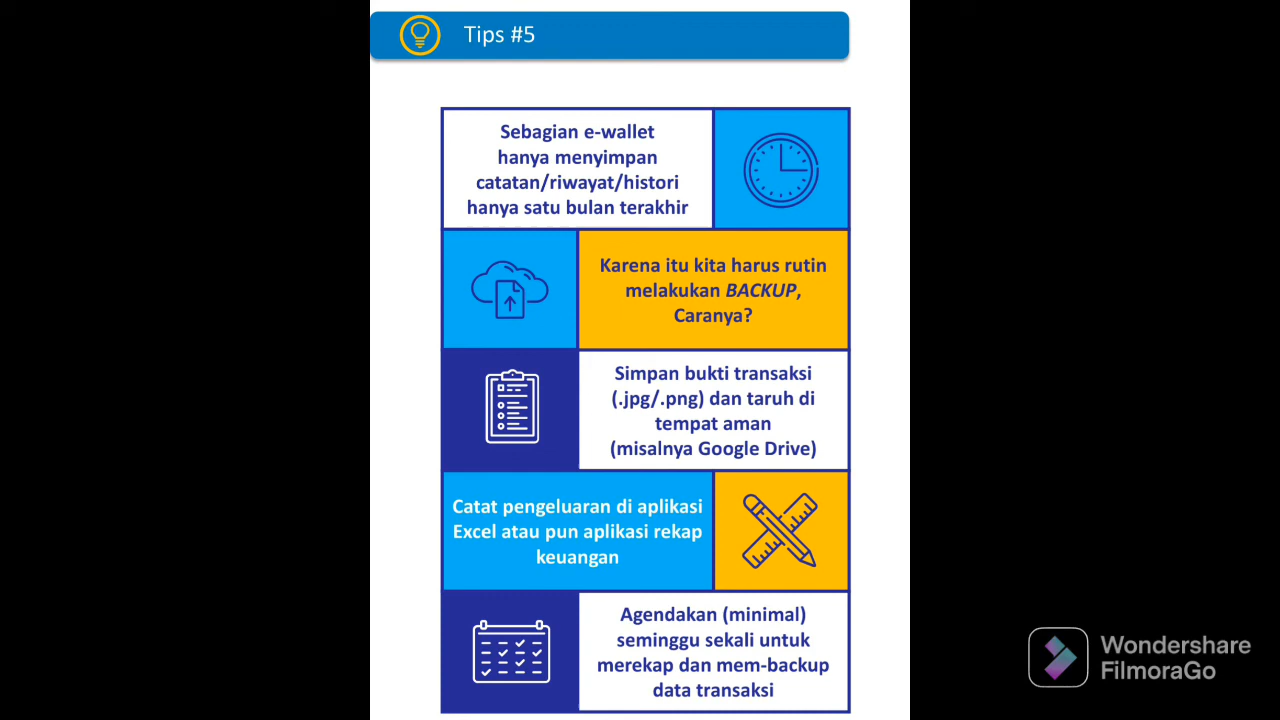 Tips #5
Sebagian e-wallet
hanya menyimpan
catatan/riwayat/histori
hanya satu bulan terakhir
Karena itu kita harus rutin
melakukan BACKUP,
Caranya?
Simpan bukti transaksi
(.jpg/.png) dan taruh di
tempat aman
(misalnya Google Drive)
Catat pengeluaran di aplikasi
Excel atau pun aplikasi rekap
keuangan
Agendakan (minimal)
seminggu sekali untuk
merekap dan mem-backup
data transaksi
Wondershare
FilmoraGo